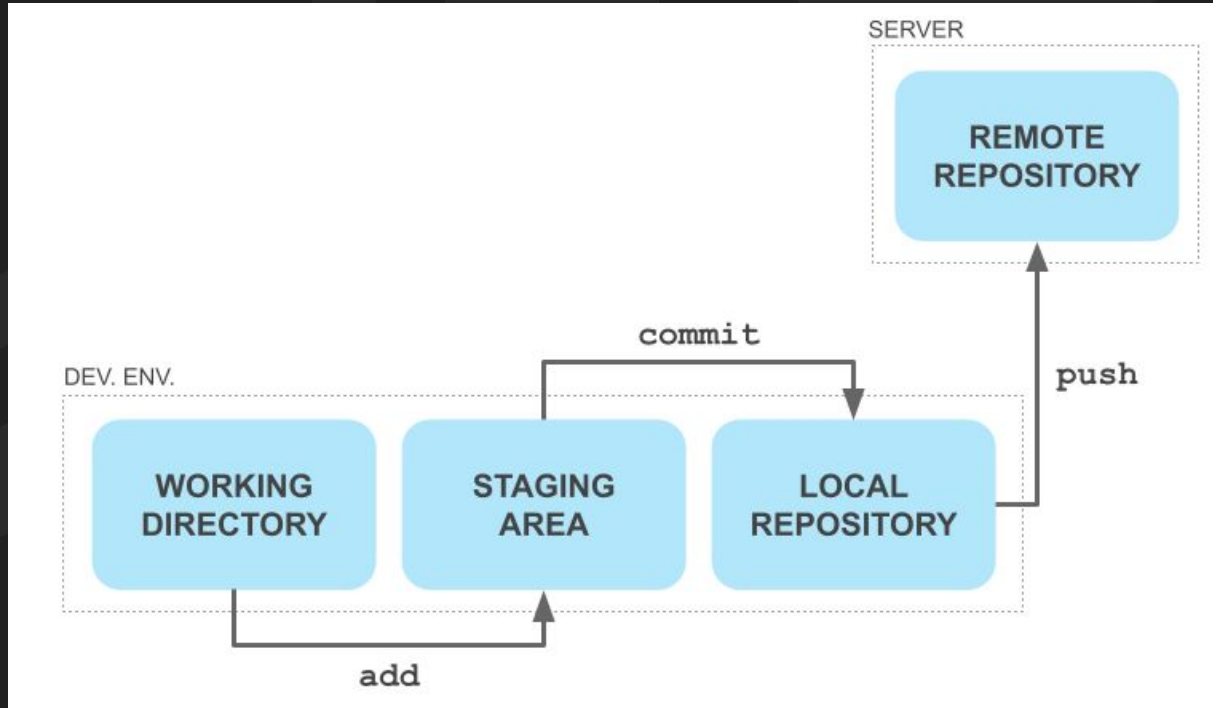 SERVER
REMOTE
REPOSITORY
commit
push
DEV. ENV.
WORKING
DIRECTORY
STAGING
AREA
LOCAL
REPOSITORY
add